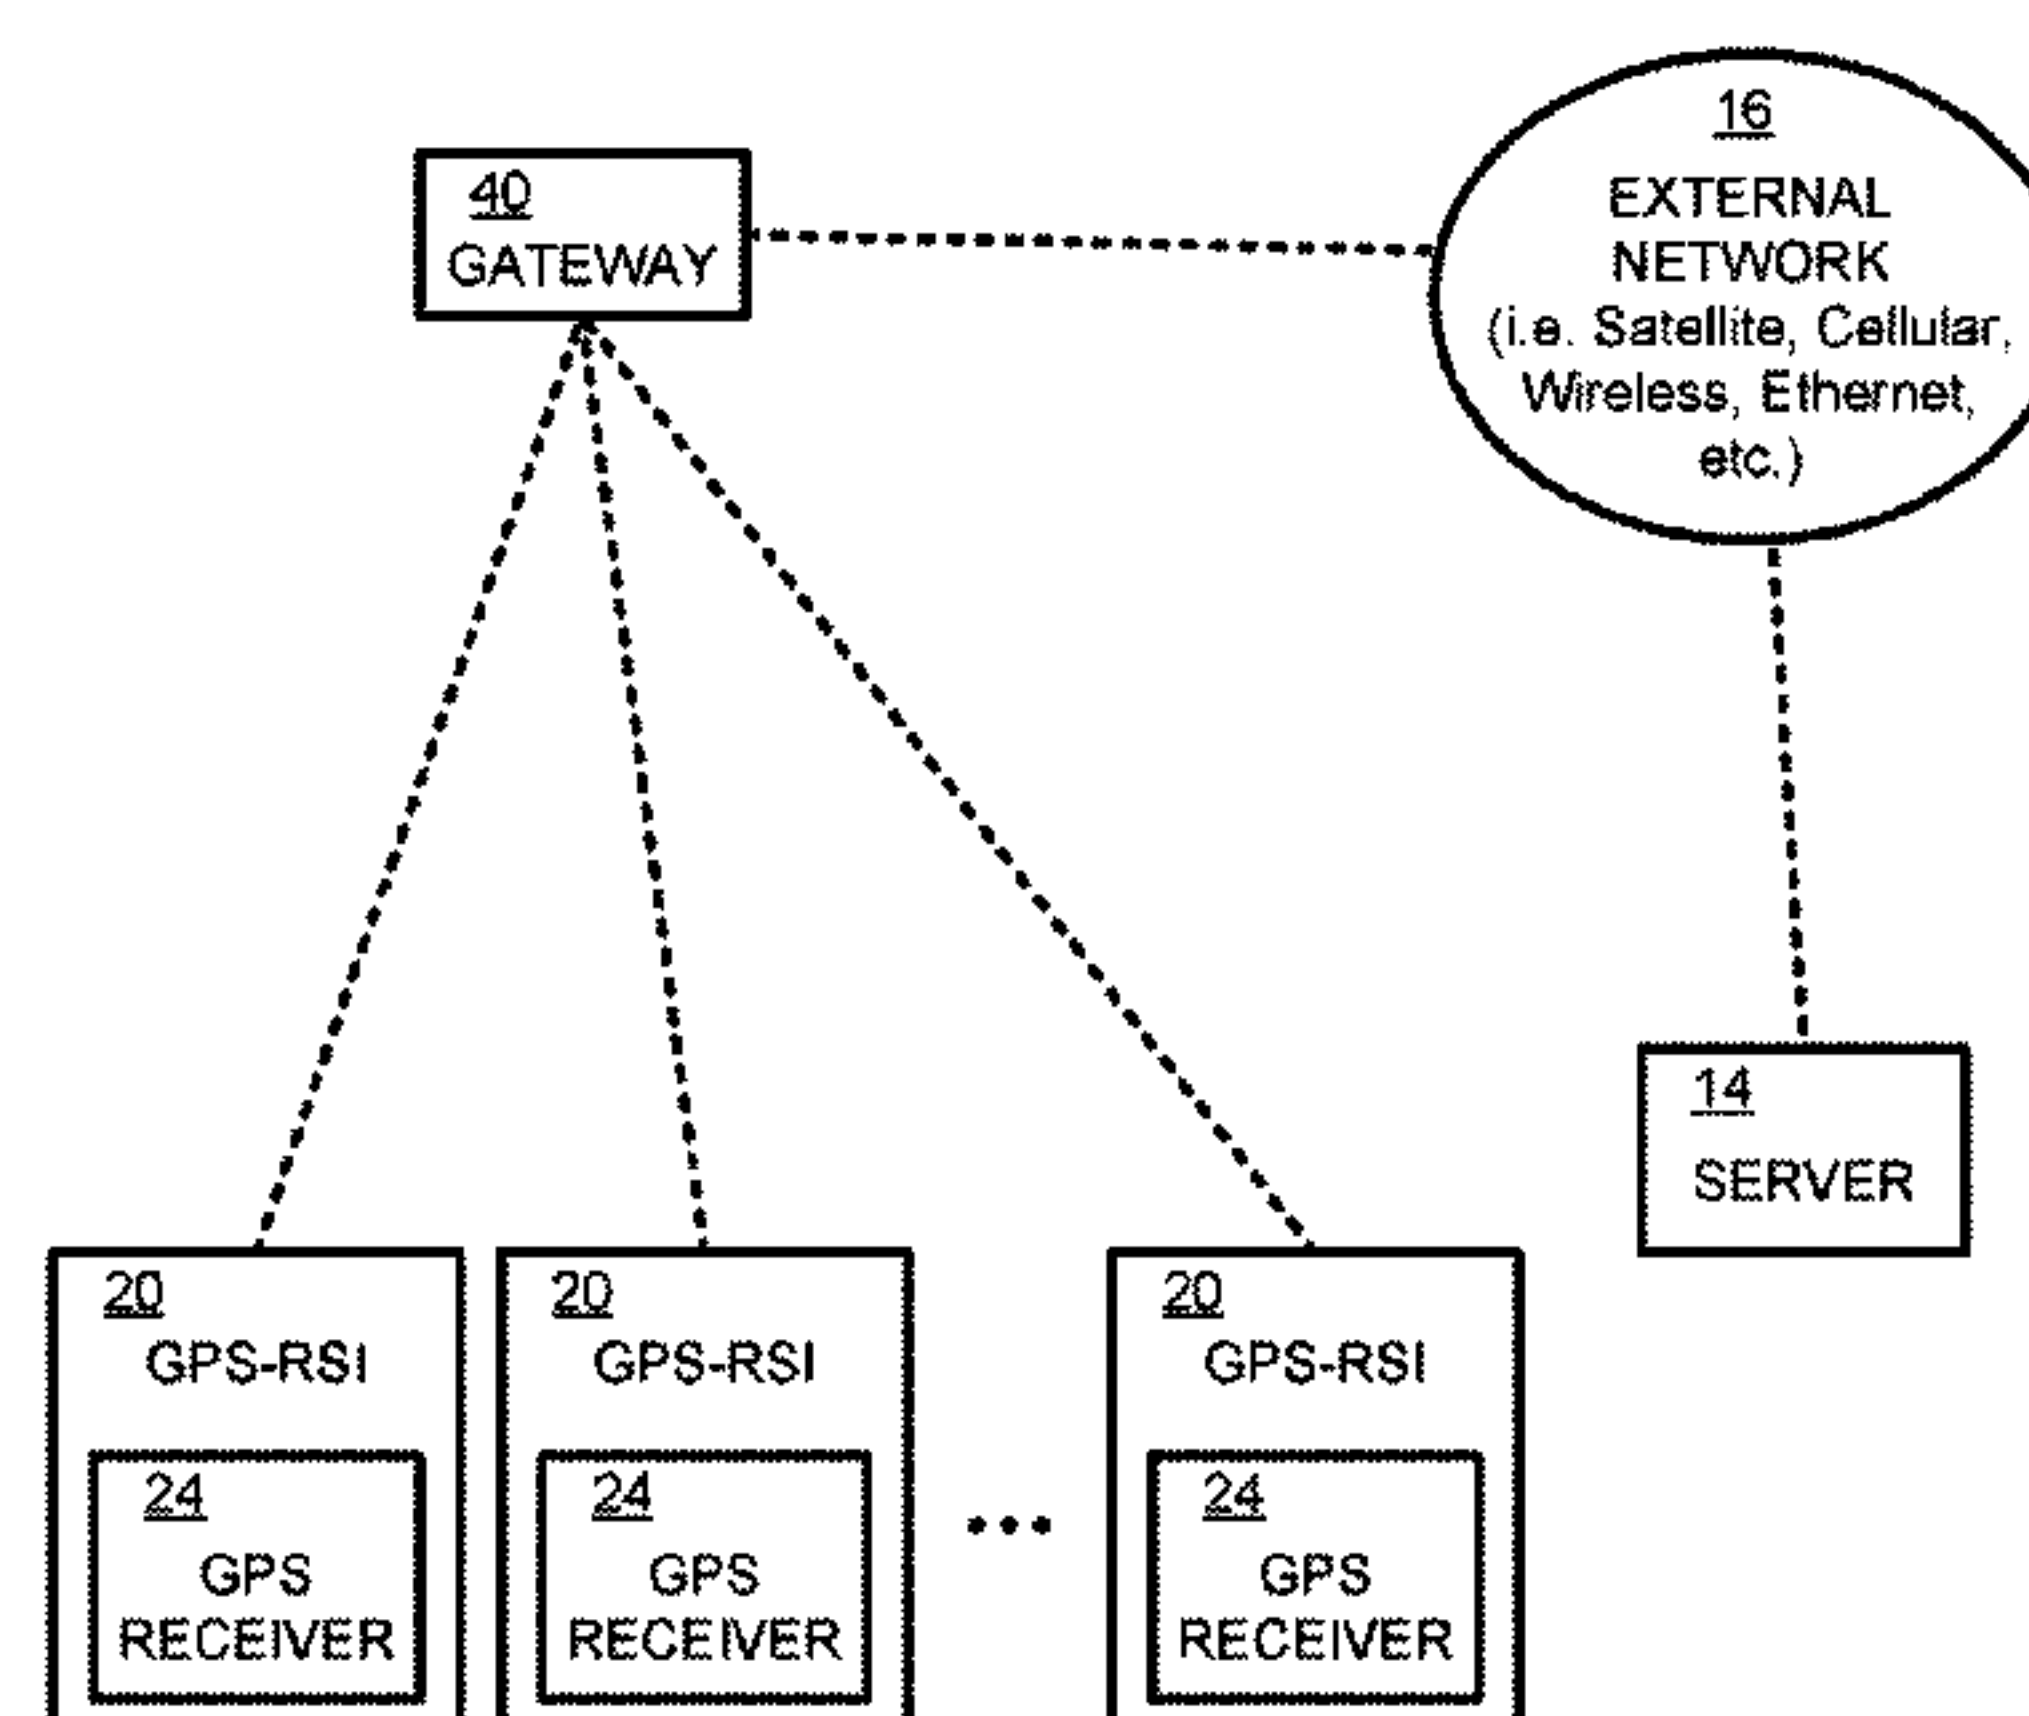 16
EXTERNAL
NETWORK
(i.e. Satellite, Cellular,
Wireless, Ethernet,
etc.)
40
GATEWAY
14
SERVER
20
GPS-RSI
24
GPS
RECEIVER
20
GPS-RSI
24
GPS
RECEIVER
...
20
GPS-RSI
24
GPS
RECEIVER